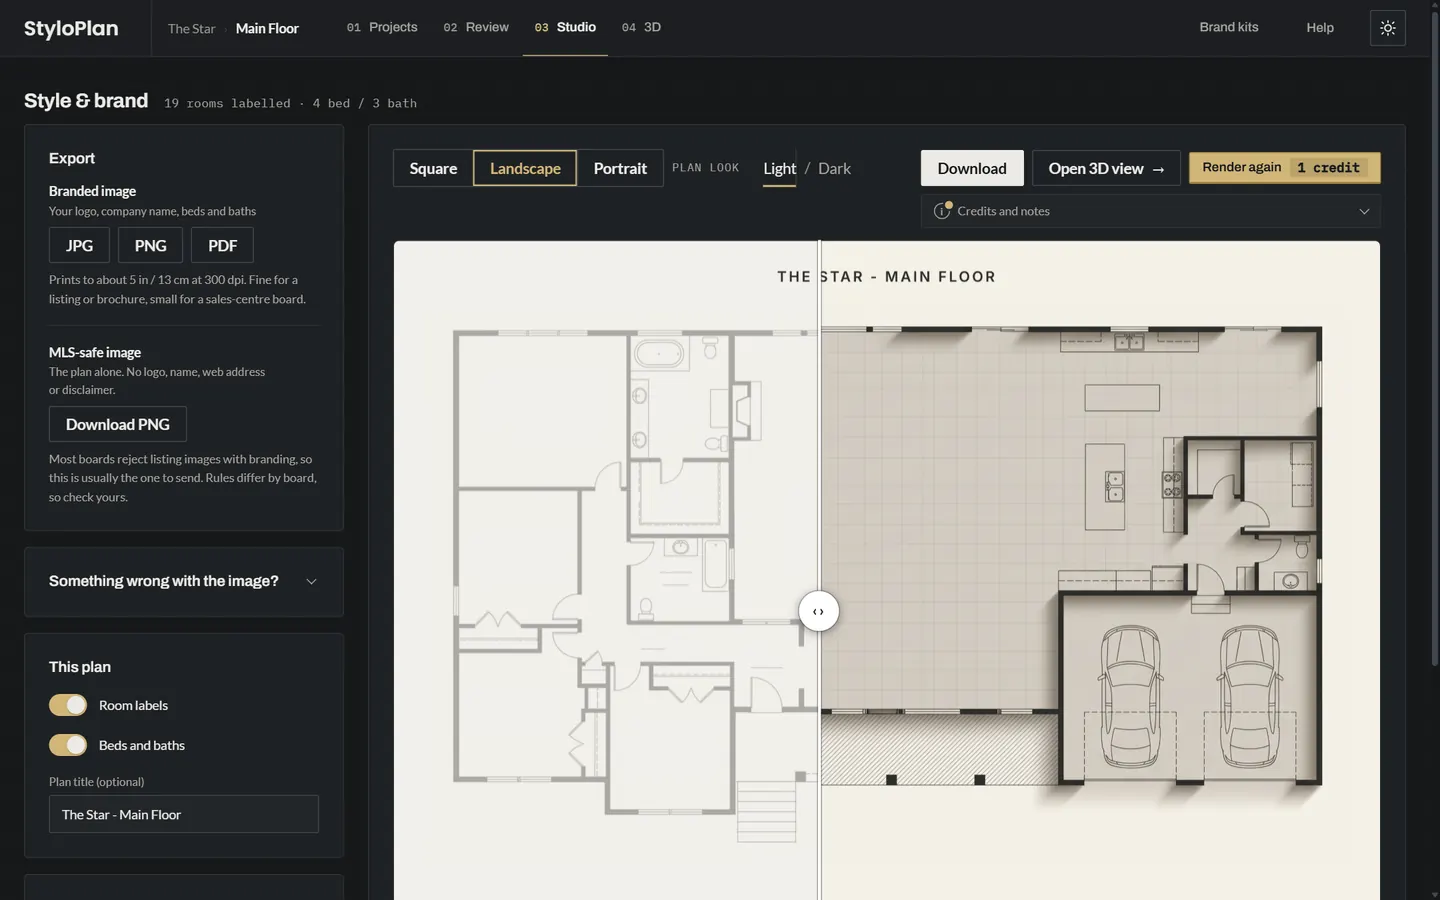 StyloPlan
The Star
Main Floor
01 Projects
02 Review
03 Studio
04 3D
Brand kits
Help
Style & brand
19 rooms labelled · 4 bed / 3 bath
Export
Branded image
Your logo, company name, beds and baths
JPG
PNG
PDF
Prints to about 5 in / 13 cm at 300 dpi. Fine for a
listing or brochure, small for a sales-centre board.
MLS-safe image
The plan alone. No logo, name, web address
or disclaimer.
Download PNG
Most boards reject listing images with branding, so
this is usually the one to send. Rules differ by board,
so check yours.
Something wrong with the image?
This plan
Room labels
Beds and baths
Plan title (optional)
The Star - Main Floor
Square
Landscape
Portrait
PLAN LOOK
Light / Dark
Download
Open 3D view →
Render again 1 credit
Credits and notes
THE STAR - MAIN FLOOR